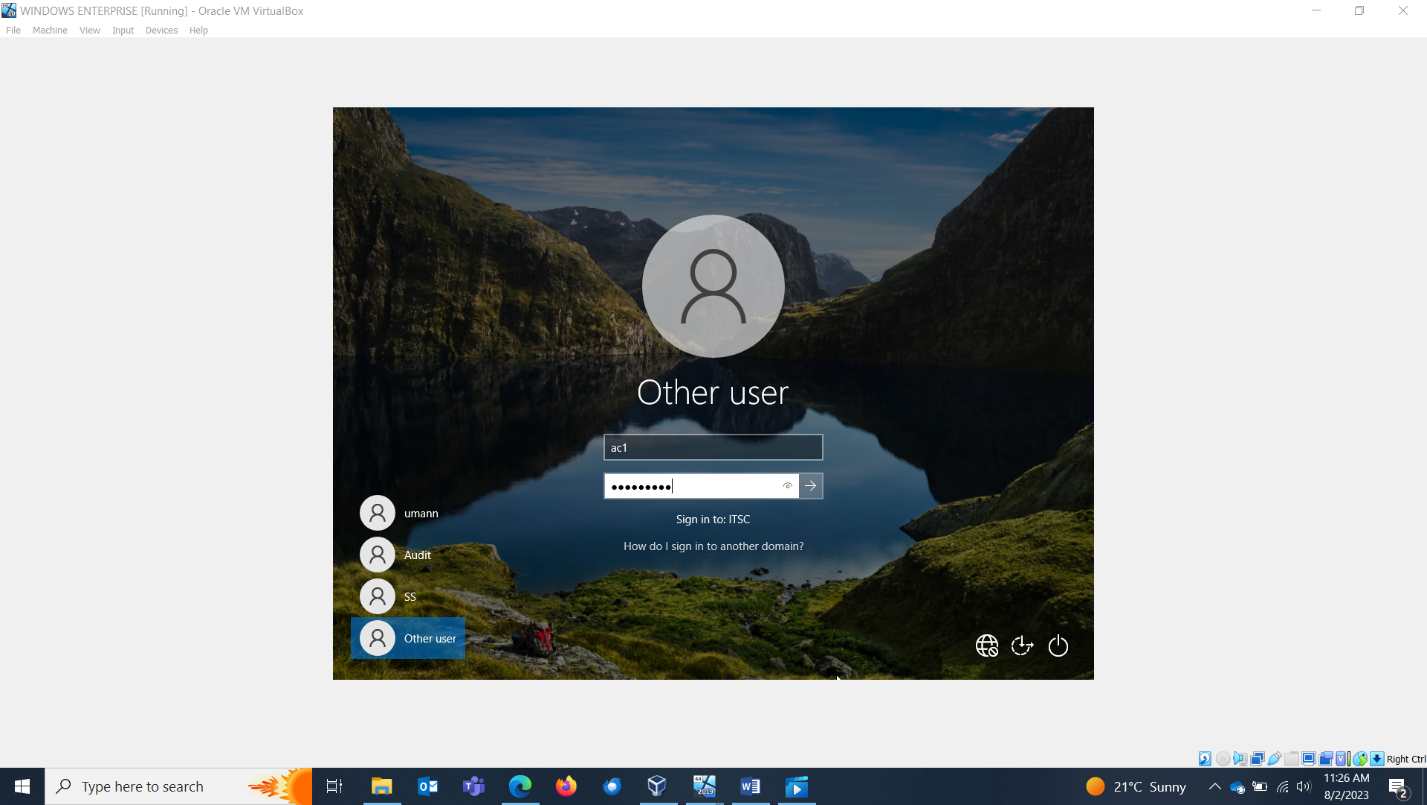 WINDOWS ENTERPRISE [Running] - Oracle VM VirtualBox
File Machine View Input Devices Help
Other user
ac1
Sign in to: ITSC
How do I sign in to another domain?
umann
Audit
SS
Other user
Right Ctrl
Type here to search
2019
21°C Sunny
11:26 AM
8/2/2023
2